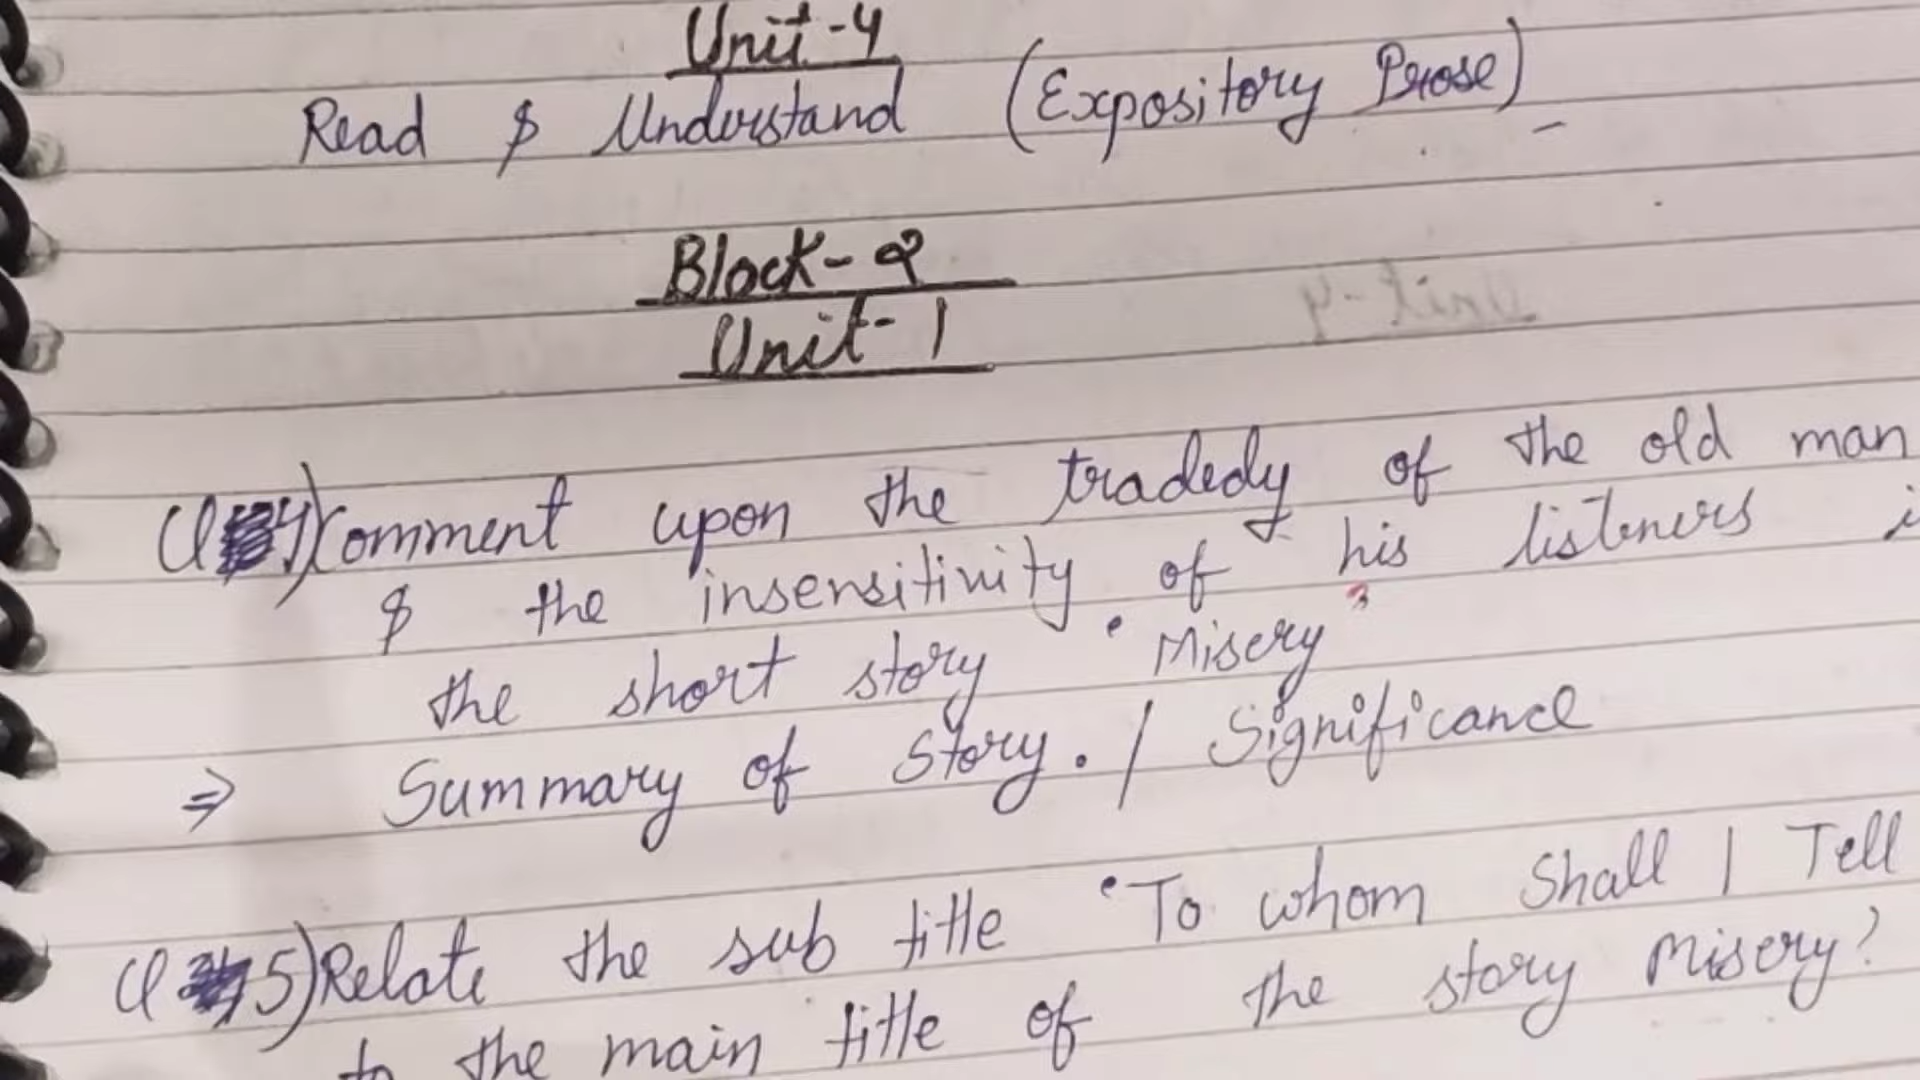 Unit-4
Read & Understand (Expository Prose)
Block-2
Unit-1
Comment upon the tradedy of the old man
& the insensitivity of his listeners
the short story "Misery"
⇒ Summary of Story. / Significance
5) Relate the sub title "To whom Shall I Tell
to the main title of the story Misery?